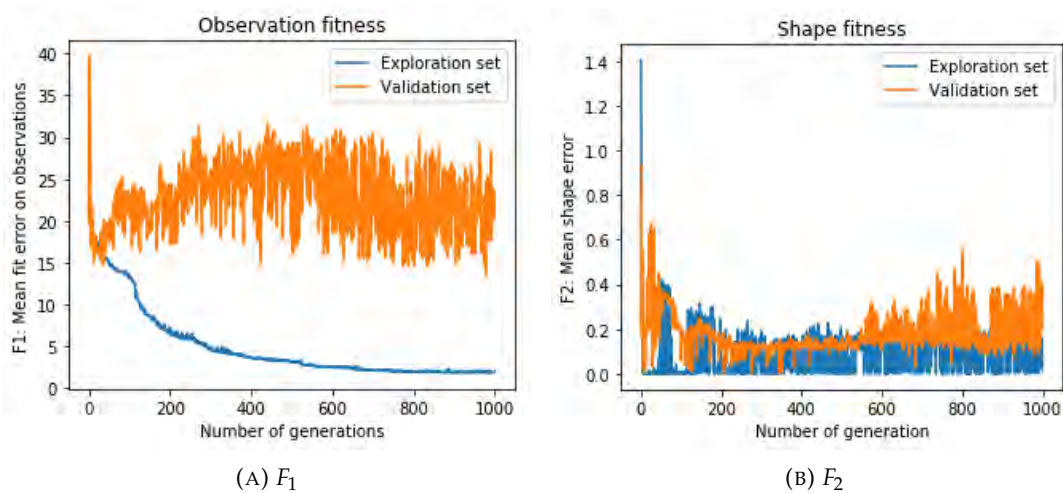 Observation fitness
40
35
30
25
20
15
10
5
0
F1: Mean fit error on observations
Exploration set
Validation set
0 200 400 600 800 1000
Number of generations
(A) F1
Shape fitness
1.4
1.2
1.0
0.8
0.6
0.4
0.2
0.0
F2: Mean shape error
Exploration set
Validation set
0 200 400 600 800 1000
Number of generation
(B) F2